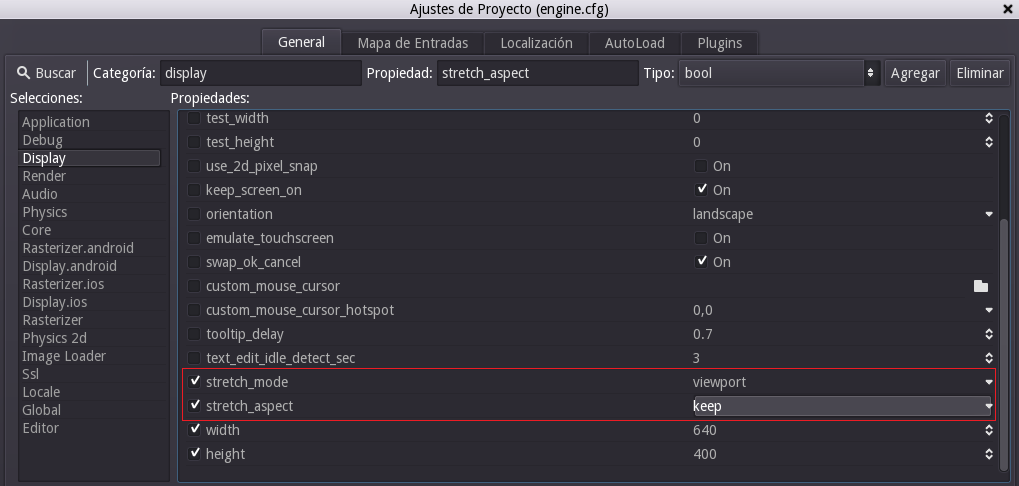 Ajustes de Proyecto (engine.cfg)
General Mapa de Entradas Localización AutoLoad Plugins
Buscar Categoría: display Propiedad: stretch_aspect Tipo: bool Agregar Eliminar
Selecciones:
Application
Debug
Display
Render
Audio
Physics
Core
Rasterizer.android
Display.android
Rasterizer.ios
Display.ios
Rasterizer
Physics 2d
Image Loader
Ssl
Locale
Global
Editor
Propiedades:
test_width 0
test_height 0
use_2d_pixel_snap On
keep_screen_on On
orientation landscape
emulate_touchscreen On
swap_ok_cancel On
custom_mouse_cursor
custom_mouse_cursor_hotspot 0,0
tooltip_delay 0.7
text_edit_idle_detect_sec 3
stretch_mode viewport
stretch_aspect keep
width 640
height 400